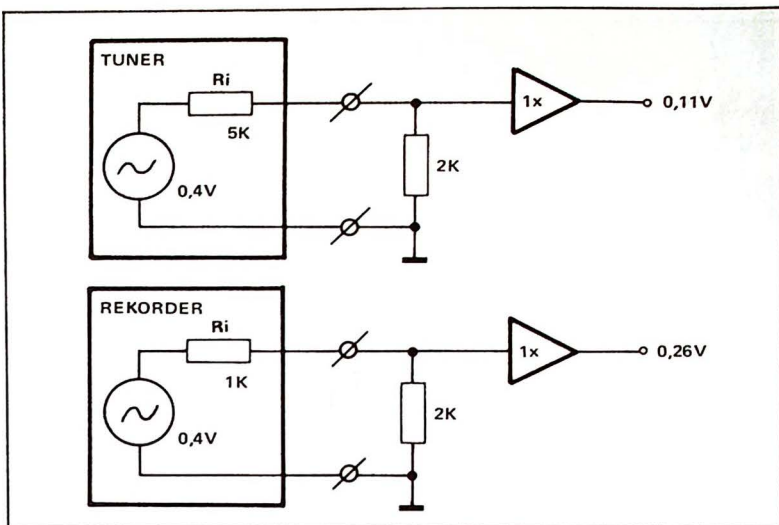 TUNER
Ri
5K
0,4V
2K
1x
0,11V
REKORDER
Ri
1K
0,4V
2K
1x
0,26V